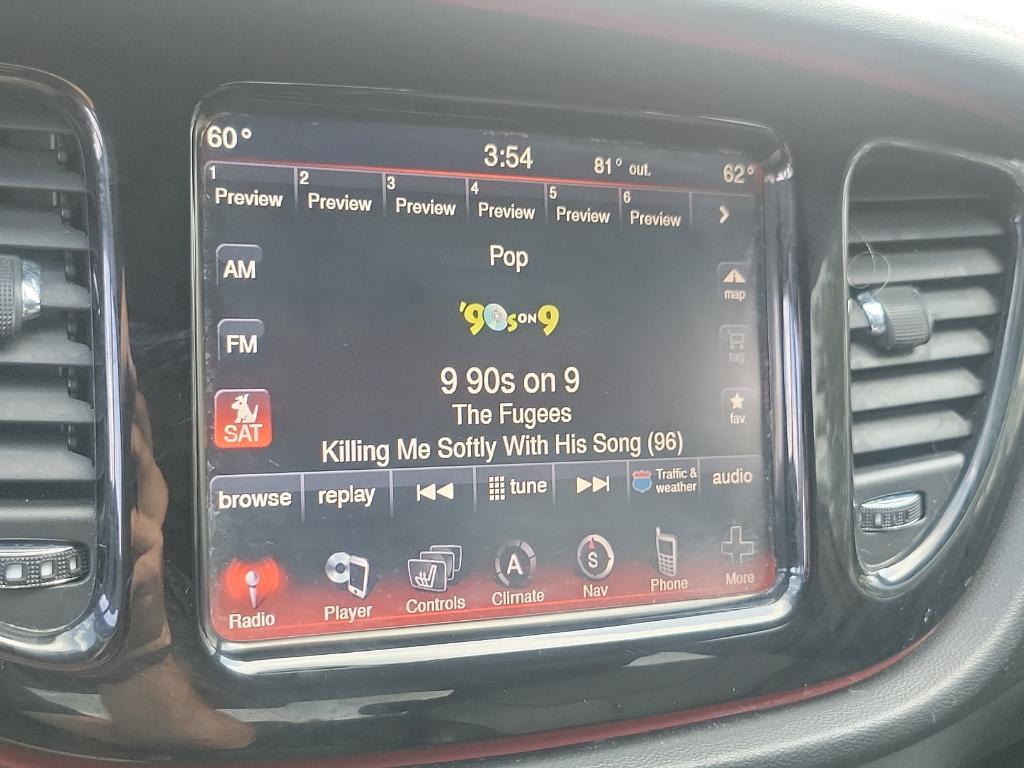 60° 3:54 81° out. 62°
1 Preview 2 Preview 3 Preview 4 Preview 5 Preview 6 Preview
Pop
AM
map
'90s ON 9
FM
tag
9 90s on 9
The Fugees
SAT
fav.
Killing Me Softly With His Song (96)
browse replay tune Traffic & weather audio
A S
Radio Player Controls Climate Nav Phone More